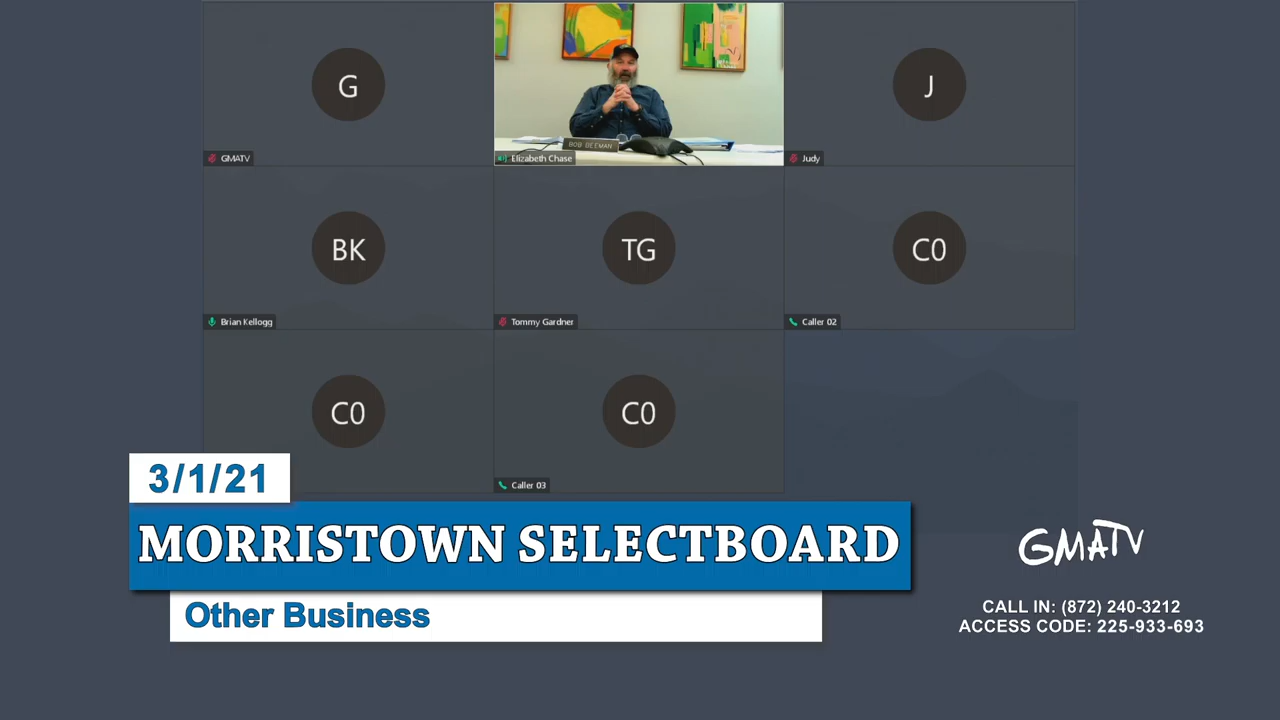 G
J
BOB BEEMAN
GMATV
Elizabeth Chase
Judy
BK
TG
C0
Brian Kellogg
Tommy Gardner
Caller 02
C0
C0
Caller 03
3/1/21
MORRISTOWN SELECTBOARD
Other Business
GMATV
CALL IN: (872) 240-3212
ACCESS CODE: 225-933-693